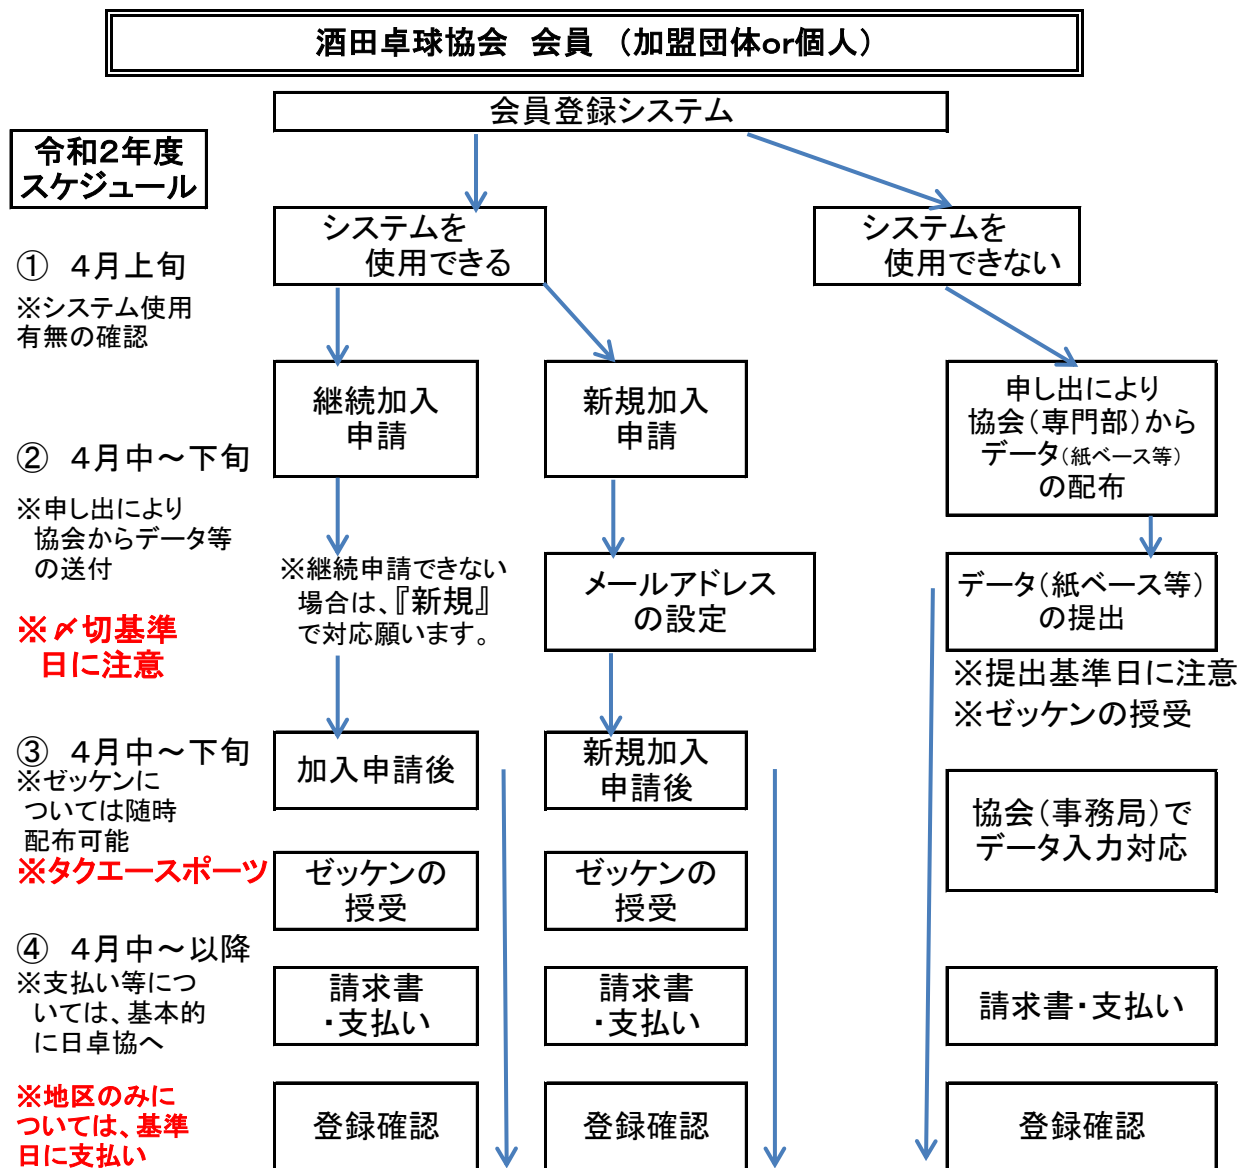 酒田卓球協会　会員　（加盟団体or個人）
会員登録システム
令和２年度
スケジュール
システムを
使用できる
システムを
使用できない
①　４月上旬
※システム使用
有無の確認
継続加入
申請
新規加入
申請
申し出により
協会（専門部）から
データ（紙ベース等）
の配布
②　４月中～下旬
※申し出により
協会からデータ等
の送付
※〆切基準
日に注意
※継続申請できない
場合は、『新規』
で対応願います。
メールアドレス
の設定
データ（紙ベース等）
の提出
※提出基準日に注意
※ゼッケンの授受
③　４月中～下旬
※ゼッケンに
ついては随時
配布可能
※タクエースポーツ
加入申請後
新規加入
申請後
協会（事務局）で
データ入力対応
ゼッケンの
授受
ゼッケンの
授受
④　４月中～以降
※支払い等につ
いては、基本的
に日卓協へ
請求書
・支払い
請求書
・支払い
請求書・支払い
※地区のみに
ついては、基準
日に支払い
登録確認
登録確認
登録確認